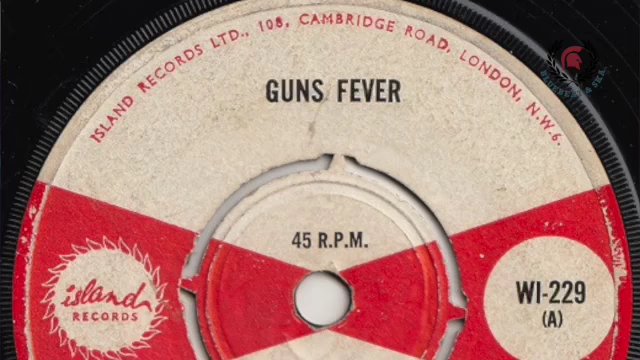 ISLAND RECORDS LTD., 108, CAMBRIDGE ROAD, LONDON, N.W.6.
GUNS FEVER
45 R.P.M.
island
RECORDS
WI-229
(A)